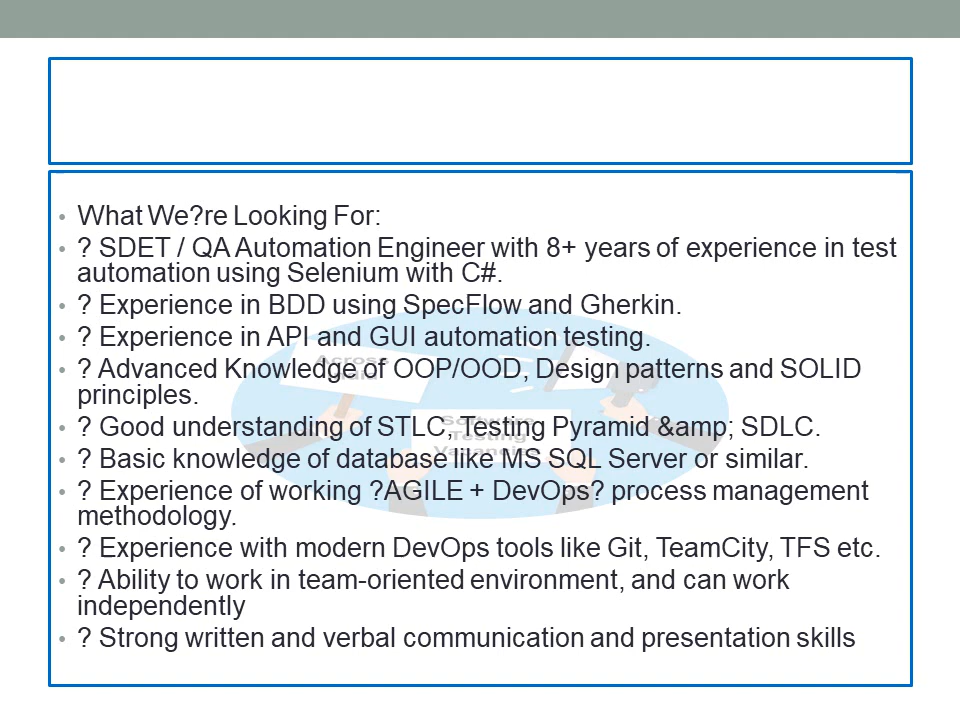 • What We?re Looking For:
• ? SDET / QA Automation Engineer with 8+ years of experience in test
automation using Selenium with C#.
• ? Experience in BDD using SpecFlow and Gherkin.
• ? Experience in API and GUI automation testing.
• ? Advanced Knowledge of OOP/OOD, Design patterns and SOLID
principles.
• ? Good understanding of STLC, Testing Pyramid &amp; SDLC.
• ? Basic knowledge of database like MS SQL Server or similar.
• ? Experience of working ?AGILE + DevOps? process management
methodology.
• ? Experience with modern DevOps tools like Git, TeamCity, TFS etc.
• ? Ability to work in team-oriented environment, and can work
independently
• ? Strong written and verbal communication and presentation skills
Across
Software
Testing